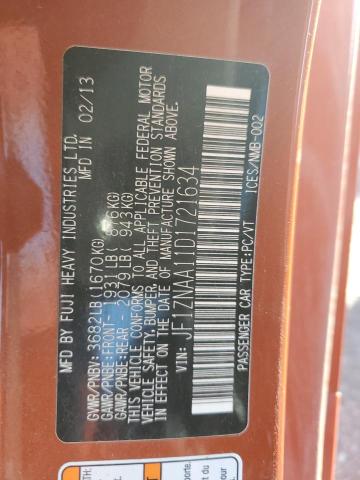 MFD BY FUJI HEAVY INDUSTRIES LTD. 02/13
GVWR/PNBV: 3682LB(1670KG)
GAWR/PNBE:FRONT- 1931LB( 876KG)
GAWR/PNBE:REAR - 2079LB( 943KG)
THIS VEHICLE CONFORMS TO ALL APPLICABLE FEDERAL MOTOR
VEHICLE SAFETY,BUMPER, AND THEFT PREVENTION STANDARDS
IN EFFECT ON THE DATE OF MANUFACTURE SHOWN ABOVE.
VIN: JF1ZNAA11D1721634
PASSENGER CAR TYPE:PC/VT ICES/NMB-002